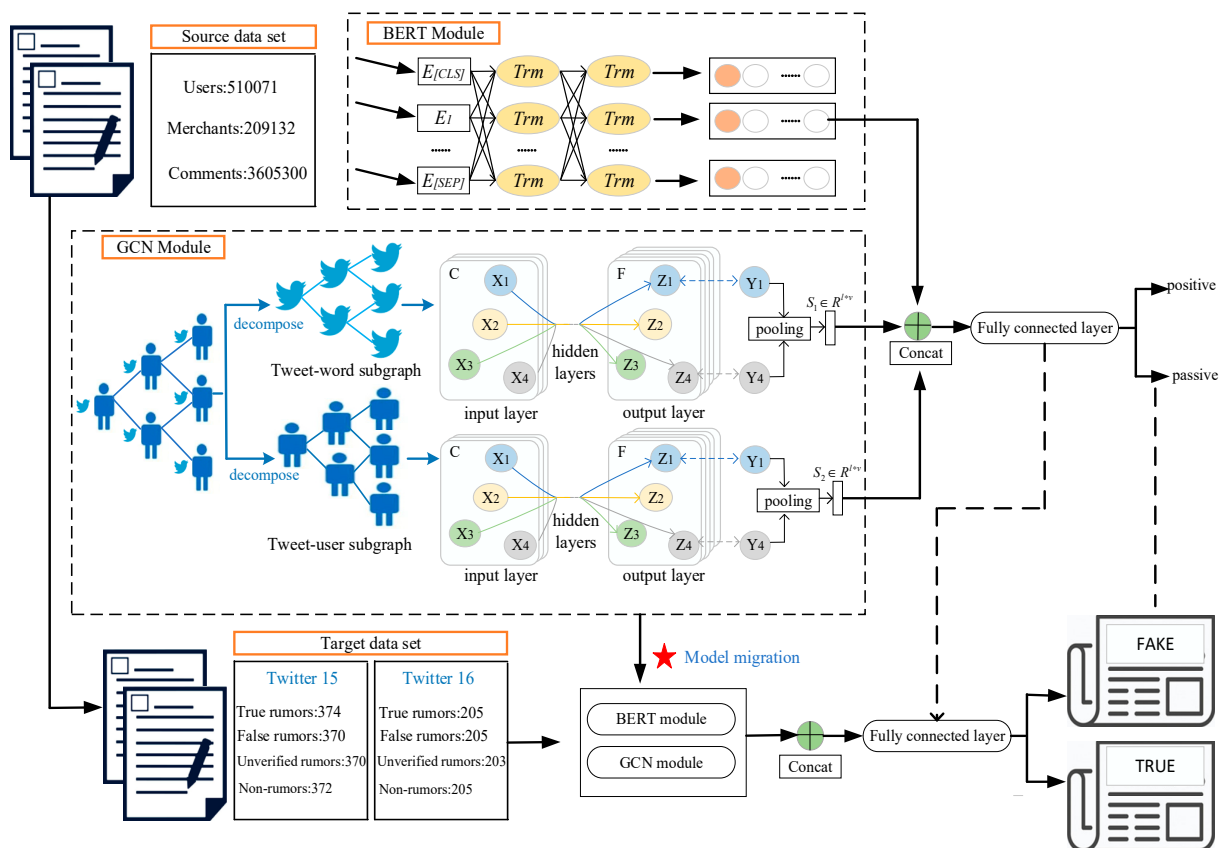 Source data set
Users:510071
Merchants:209132
Comments:3605300
BERT Module
E[CLS]
Trm
Trm
......
E1
Trm
Trm
......
......
......
......
......
E[SEP]
Trm
Trm
......
GCN Module
decompose
Tweet-word subgraph
decompose
Tweet-user subgraph
C
X1
X2
X3
X4
hidden
layers
input layer
F
Z1
Z2
Z3
Z4
output layer
Y1
Y4
pooling
S1 ∈ R^{l*v}
C
X1
X2
X3
X4
hidden
layers
input layer
F
Z1
Z2
Z3
Z4
output layer
Y1
Y4
pooling
S2 ∈ R^{l*v}
Concat
Fully connected layer
positive
passive
Target data set
Twitter 15
True rumors:374
False rumors:370
Unverified rumors:370
Non-rumors:372
Twitter 16
True rumors:205
False rumors:205
Unverified rumors:203
Non-rumors:205
Model migration
BERT module
GCN module
Concat
Fully connected layer
FAKE
TRUE